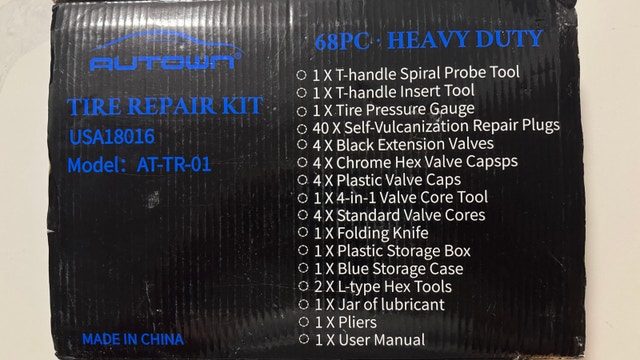 AUTOWN
TIRE REPAIR KIT
USA18016
Model: AT-TR-01
MADE IN CHINA
68PC · HEAVY DUTY
1 X T-handle Spiral Probe Tool
1 X T-handle Insert Tool
1 X Tire Pressure Gauge
40 X Self-Vulcanization Repair Plugs
4 X Black Extension Valves
4 X Chrome Hex Valve Capsps
4 X Plastic Valve Caps
1 X 4-in-1 Valve Core Tool
4 X Standard Valve Cores
1 X Folding Knife
1 X Plastic Storage Box
1 X Blue Storage Case
2 X L-type Hex Tools
1 X Jar of lubricant
1 X Pliers
1 X User Manual